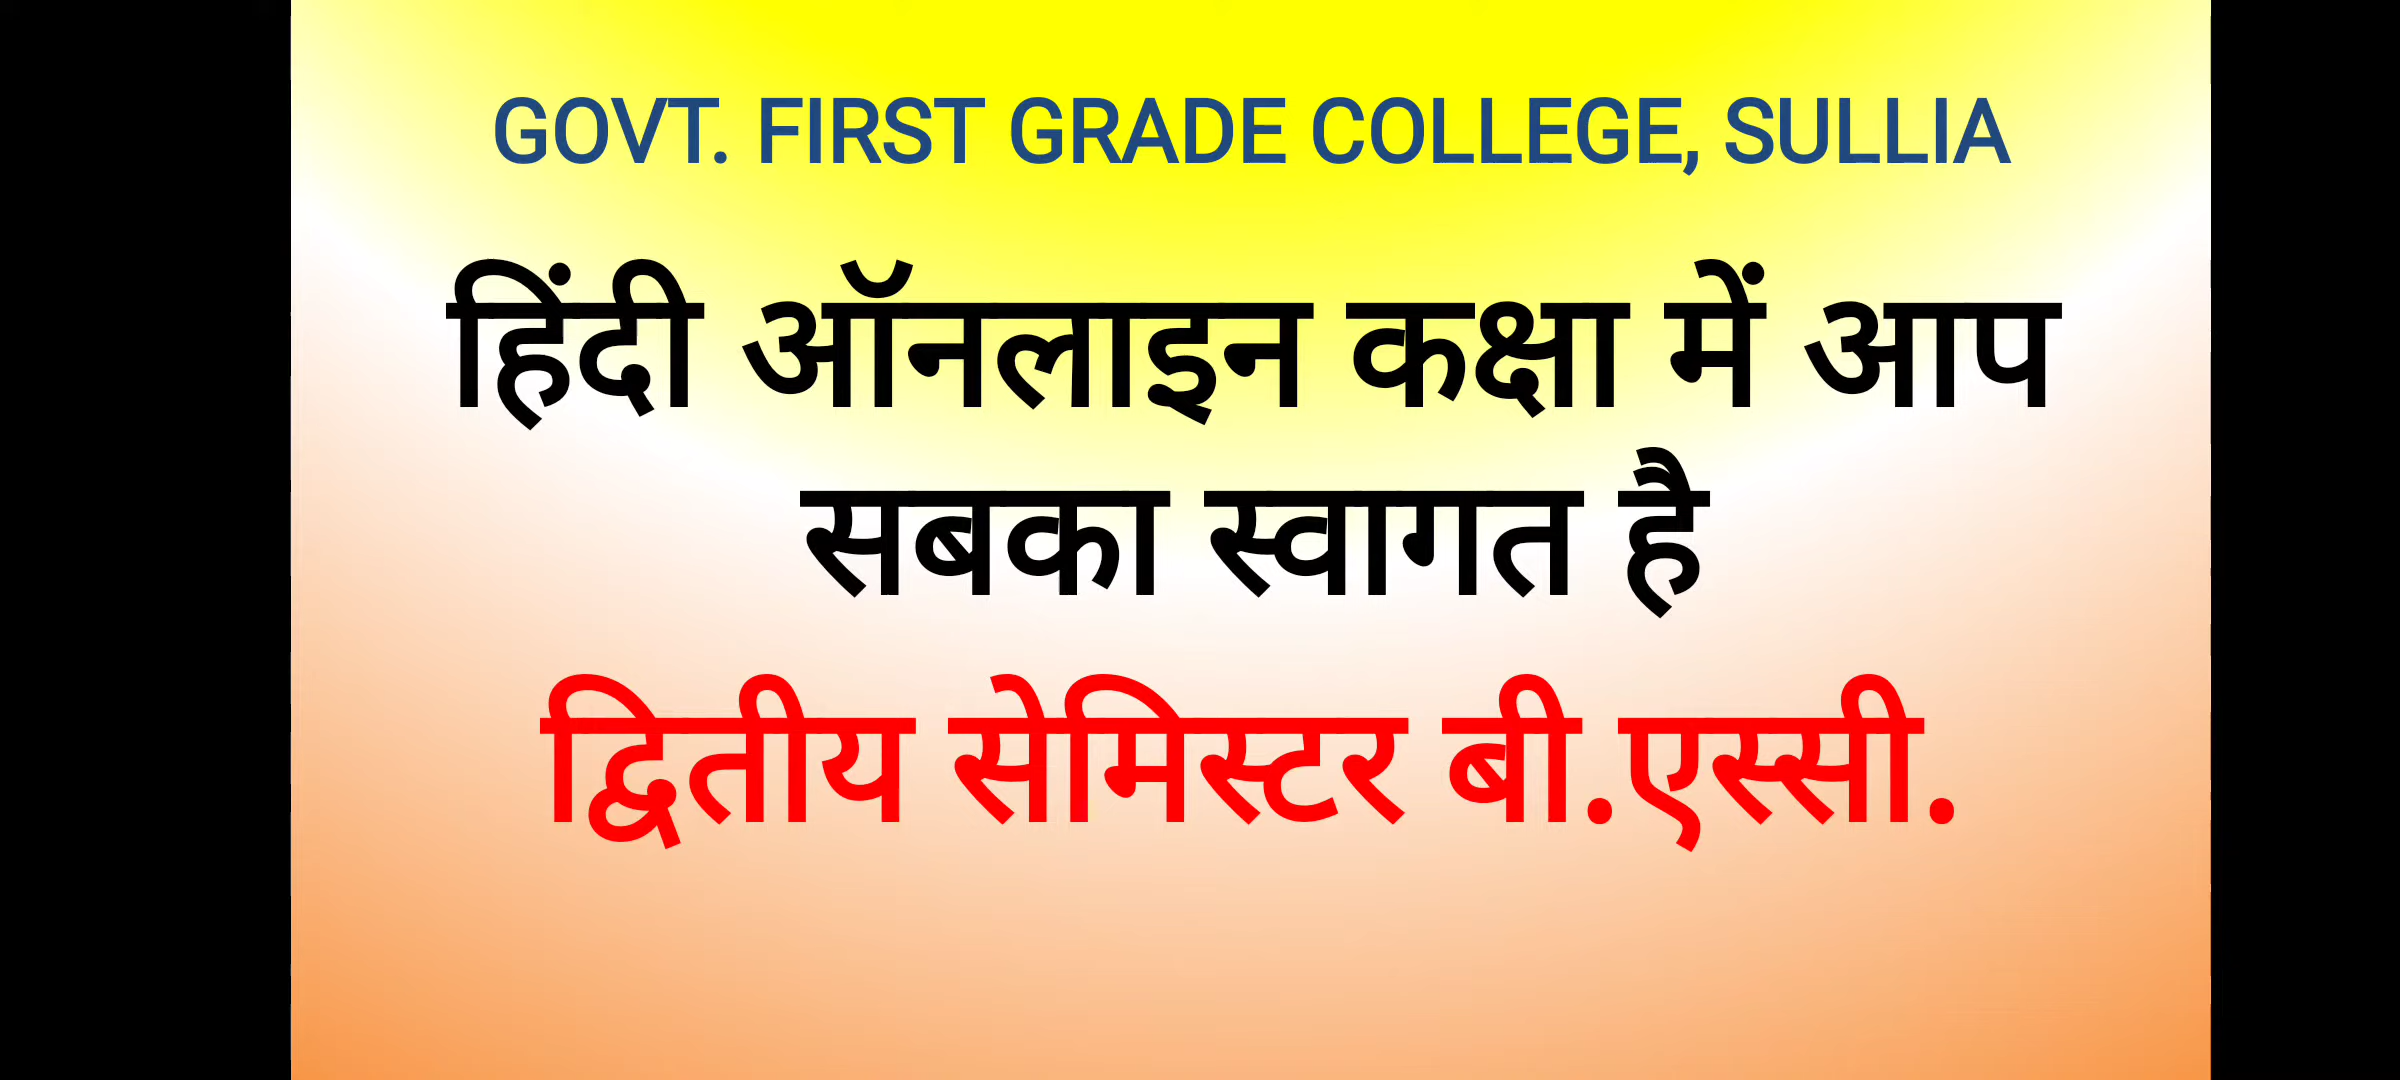 GOVT. FIRST GRADE COLLEGE, SULLIA
हिंदी ऑनलाइन कक्षा में आप
सबका स्वागत है
द्वितीय सेमिस्टर बी.एस्सी.